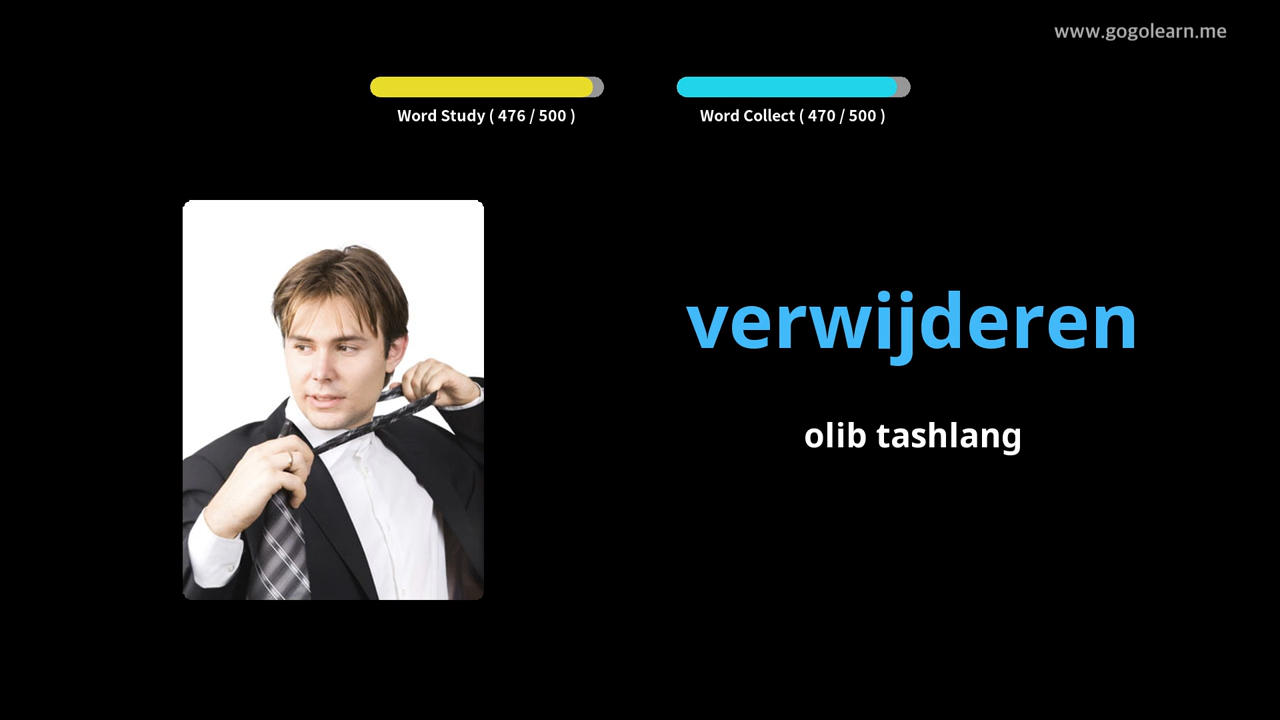 www.gogolearn.me
Word Study ( 476 / 500 )
Word Collect ( 470 / 500 )
verwijderen
olib tashlang